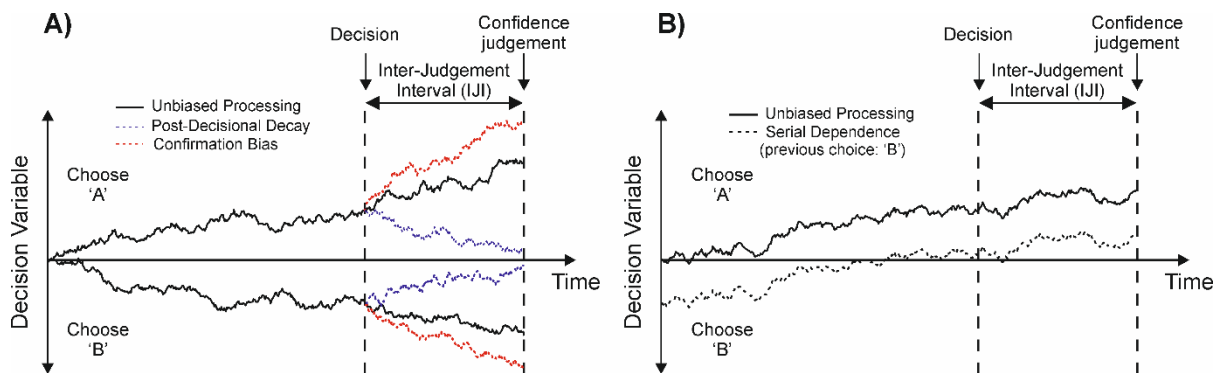 A)
Decision
Confidence
judgement
Inter-Judgement
Interval (IJI)
Unbiased Processing
Post-Decisional Decay
Confirmation Bias
Choose
'A'
Decision Variable
Time
Choose
'B'
B)
Decision
Confidence
judgement
Inter-Judgement
Interval (IJI)
Unbiased Processing
Serial Dependence
(previous choice: 'B')
Choose
'A'
Decision Variable
Time
Choose
'B'